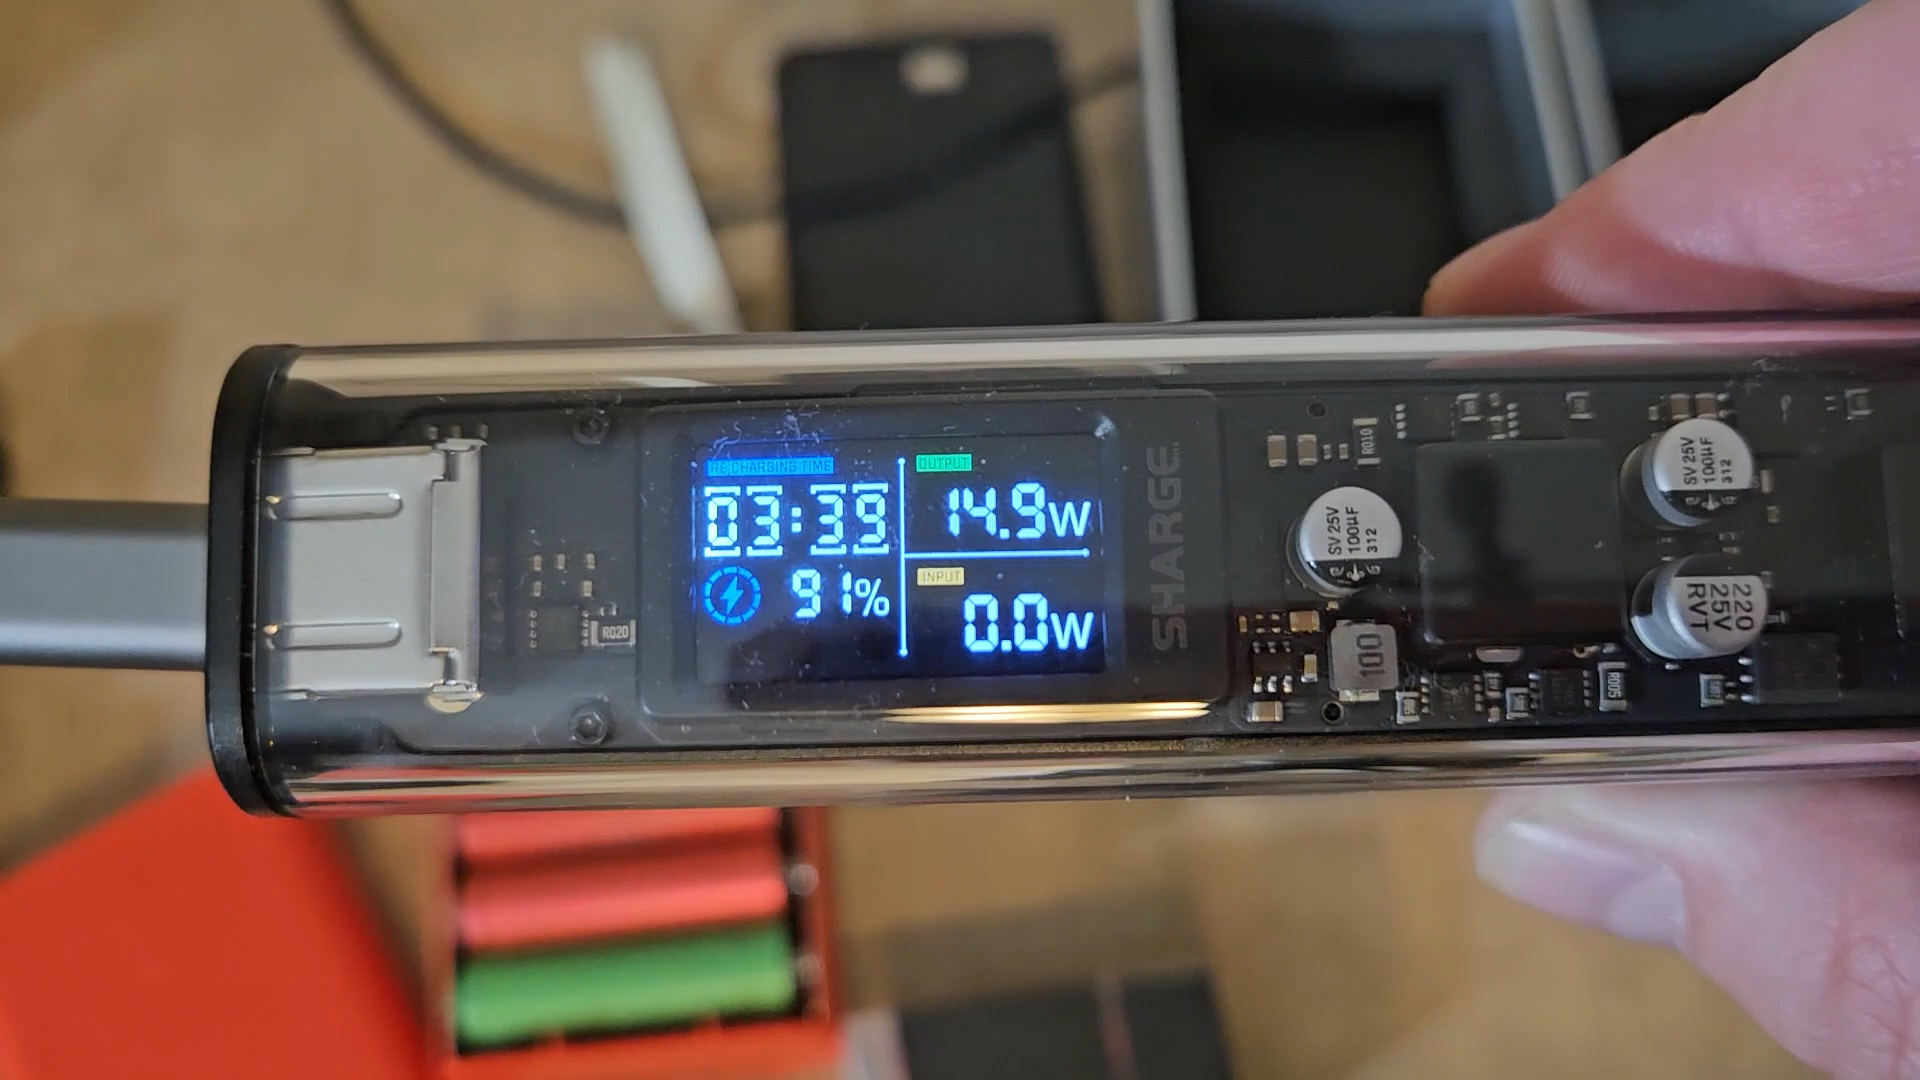 RE CHARGING TIME
03:39
91%
OUTPUT
14.9W
INPUT
0.0W
SHARGE
R020
R010
SV 25V
100µF
312
SV 25V
100µF
312
220
25V
RVT
100
R005